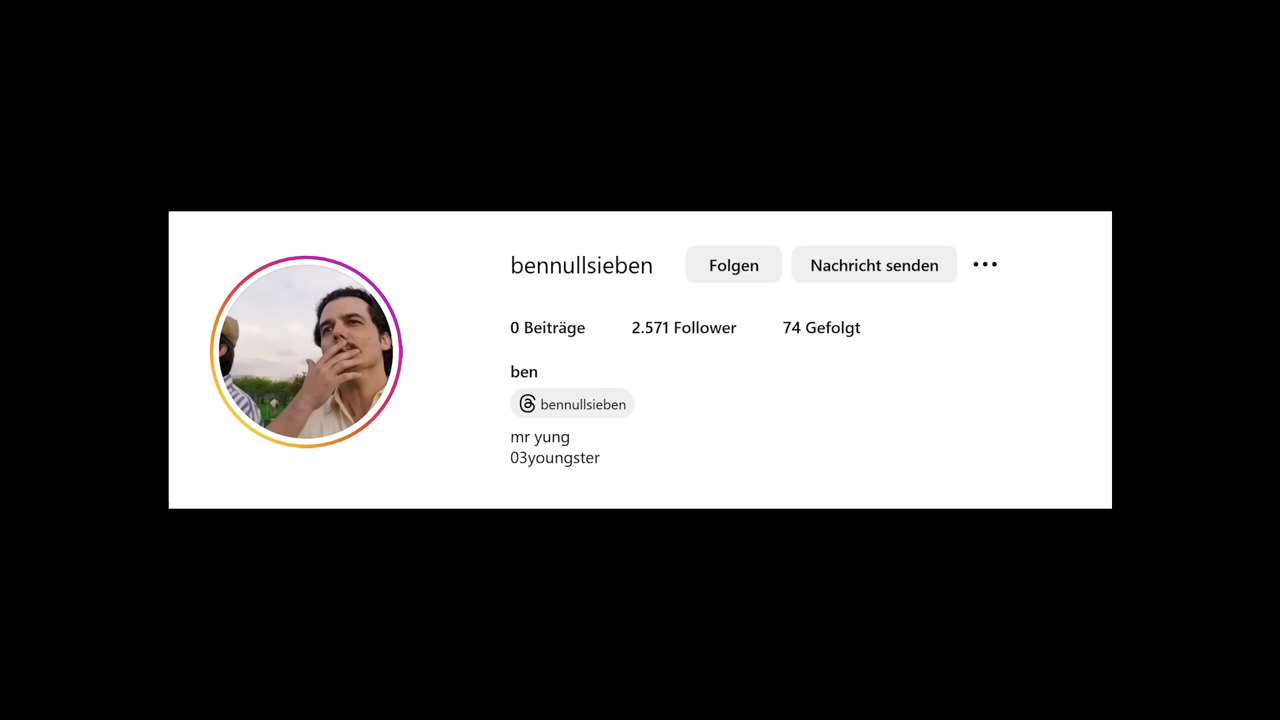 bennullsieben Folgen Nachricht senden
0 Beiträge 2.571 Follower 74 Gefolgt
ben
bennullsieben
mr yung
03youngster